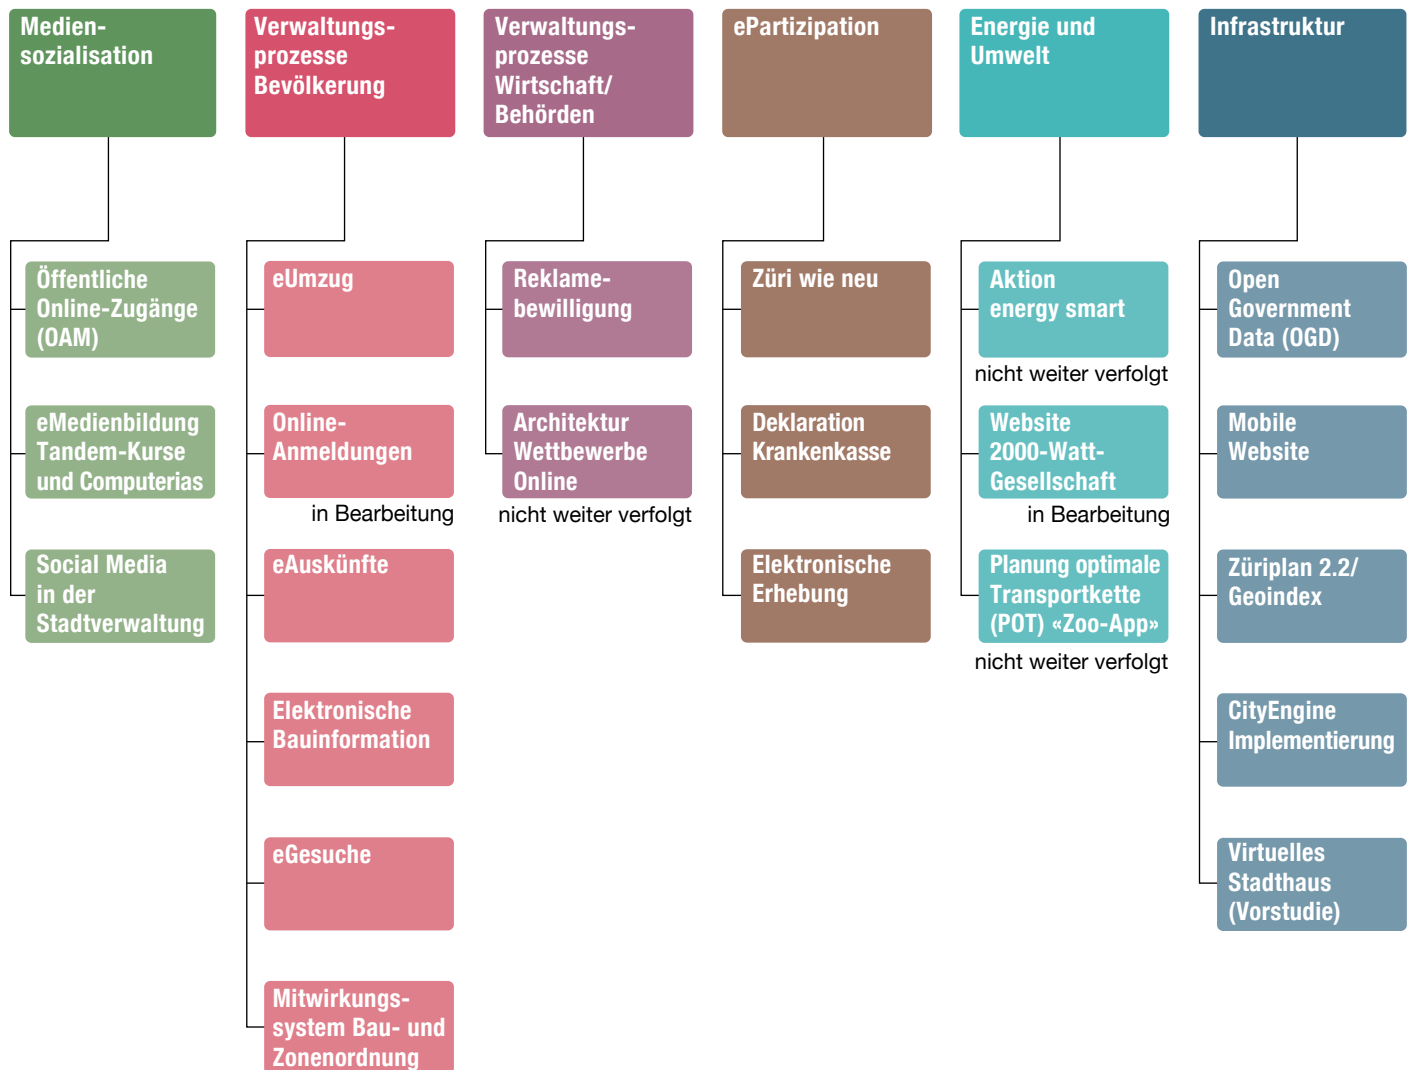 Medien-
sozialisation
Öffentliche
Online-Zugänge
(OAM)
eMedienbildung
Tandem-Kurse
und Computerias
Social Media
in der
Stadtverwaltung
Verwaltungs-
prozesse
Bevölkerung
eUmzug
Online-
Anmeldungen
in Bearbeitung
eAuskünfte
Elektronische
Bauinformation
eGesuche
Mitwirkungs-
system Bau- und
Zonenordnung
Verwaltungs-
prozesse
Wirtschaft/
Behörden
Reklame-
bewilligung
Architektur
Wettbewerbe
Online
nicht weiter verfolgt
ePartizipation
Züri wie neu
Deklaration
Krankenkasse
Elektronische
Erhebung
Energie und
Umwelt
Aktion
energy smart
nicht weiter verfolgt
Website
2000-Watt-
Gesellschaft
in Bearbeitung
Planung optimale
Transportkette
(POT) «Zoo-App»
nicht weiter verfolgt
Infrastruktur
Open
Government
Data (OGD)
Mobile
Website
Züriplan 2.2/
Geoindex
CityEngine
Implementierung
Virtuelles
Stadthaus
(Vorstudie)